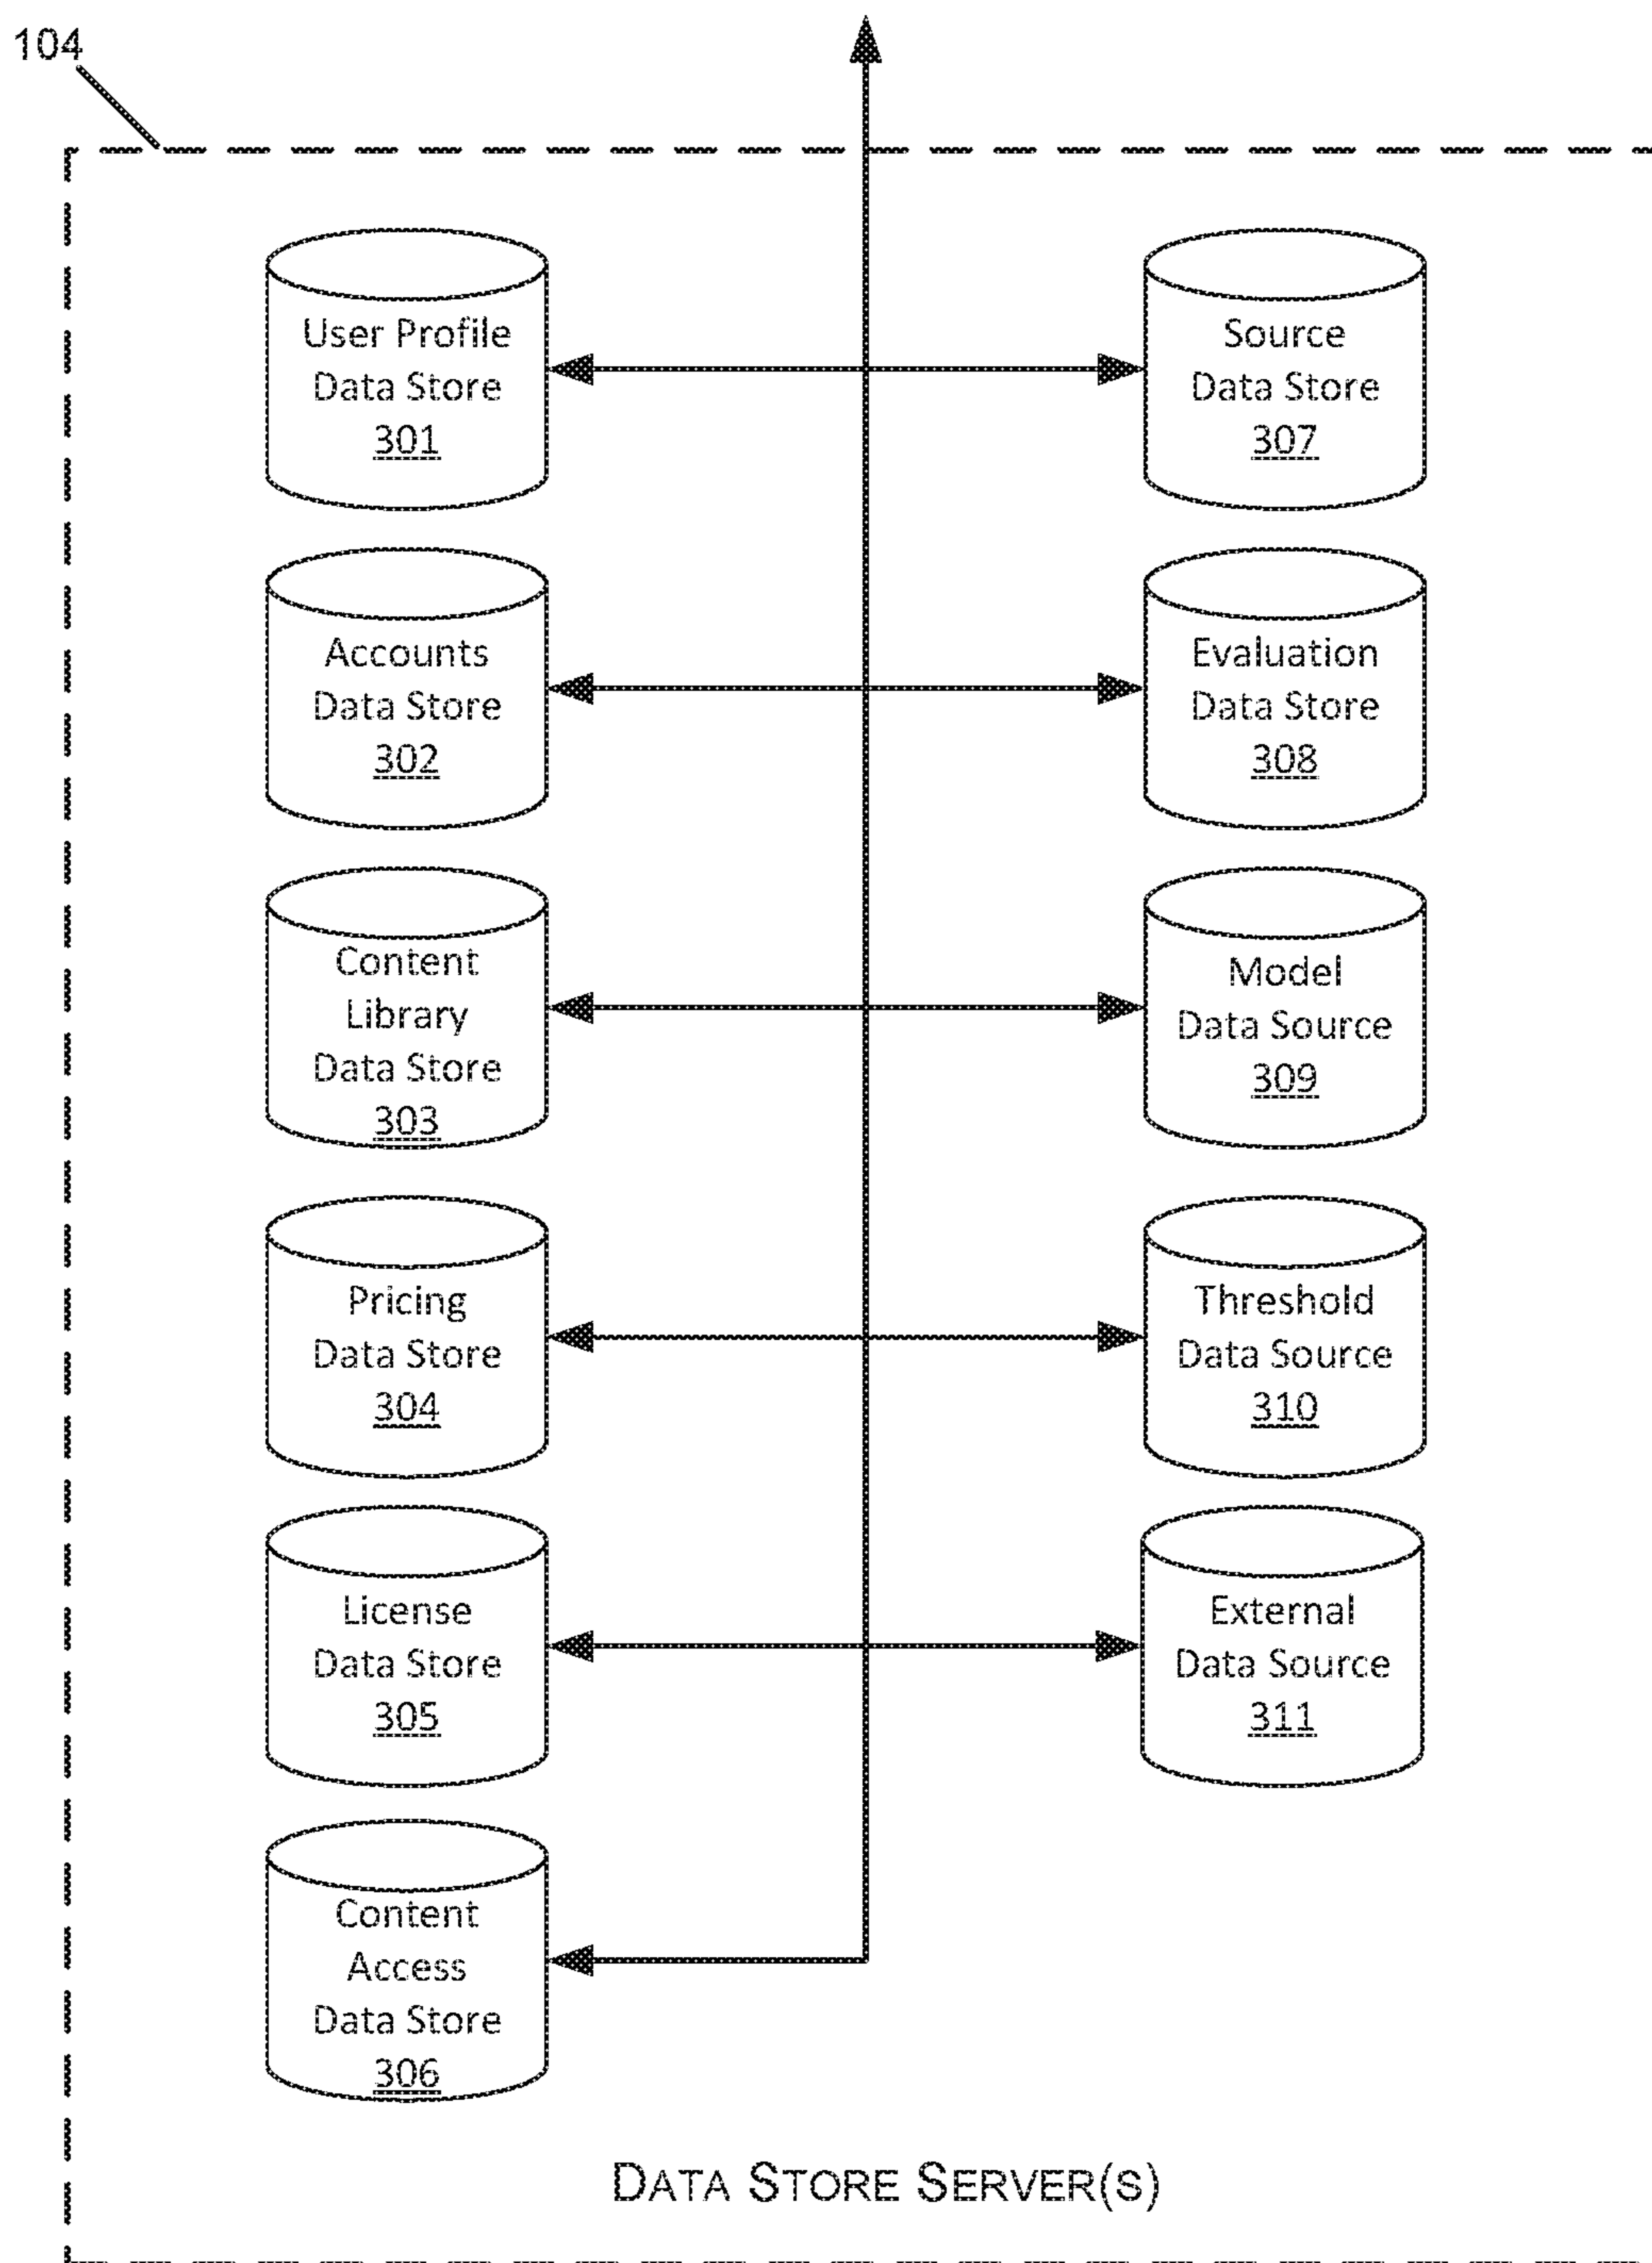 104
User Profile
Data Store
301
Source
Data Store
307
Accounts
Data Store
302
Evaluation
Data Store
308
Content
Library
Data Store
303
Model
Data Source
309
Pricing
Data Store
304
Threshold
Data Source
310
License
Data Store
305
External
Data Source
311
Content
Access
Data Store
306
DATA STORE SERVER(S)